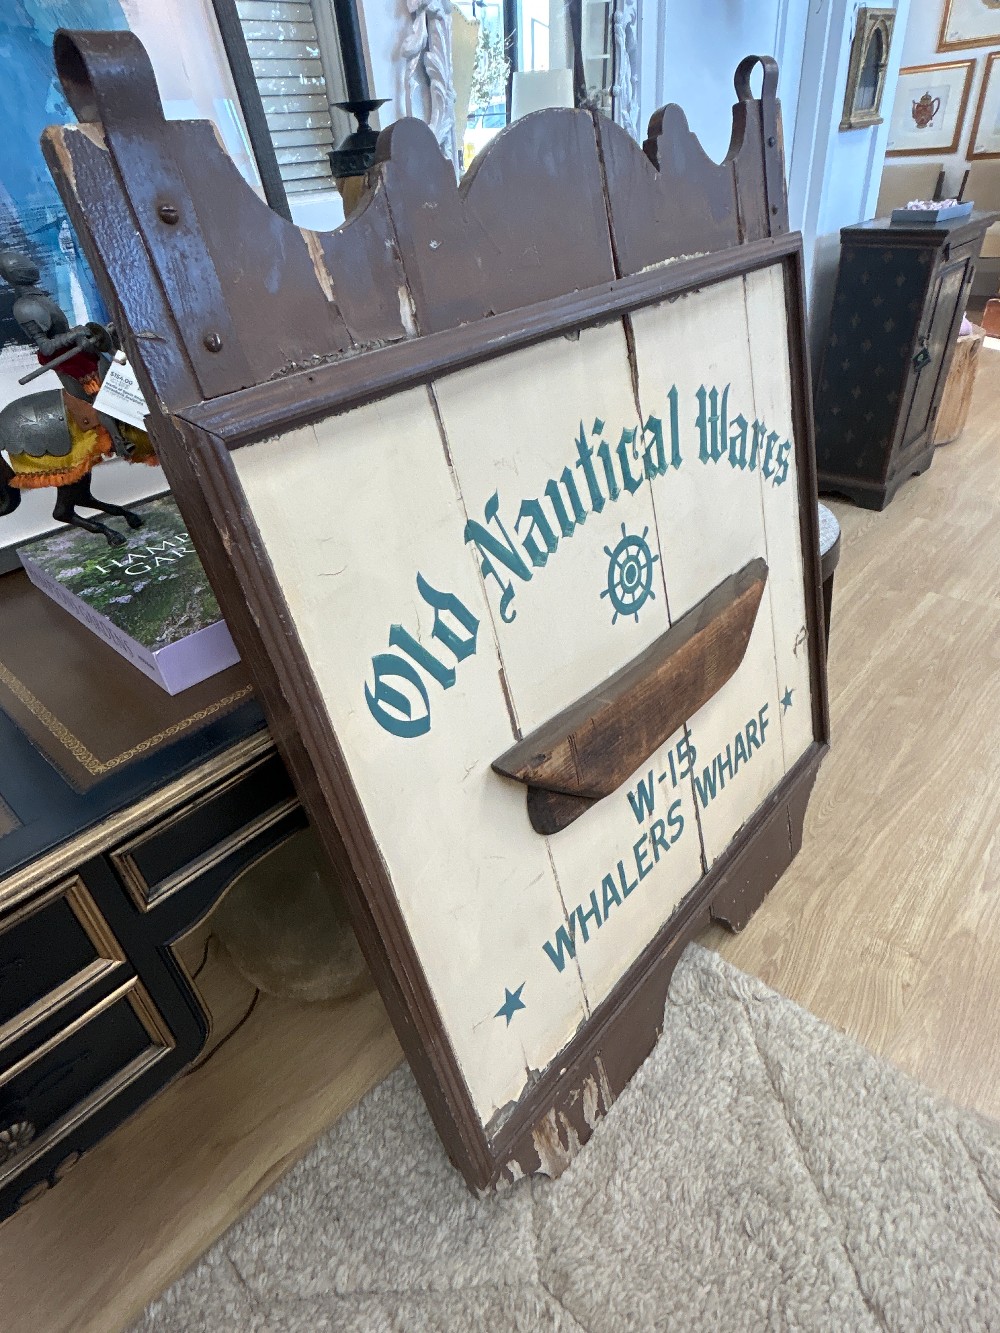 Old Nautical Wares
W-15
WHALERS WHARF